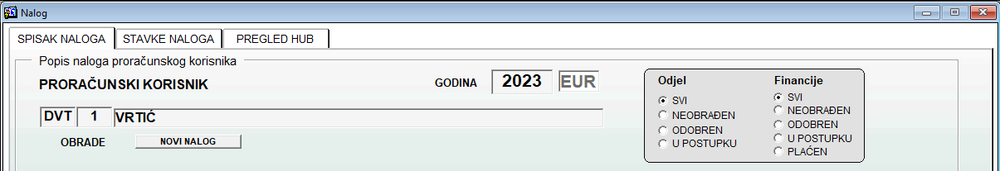 Nalog
SPISAK NALOGA STAVKE NALOGA PREGLED HUB
Popis naloga proračunskog korisnika
PRORAČUNSKI KORISNIK
GODINA 2023 EUR
DVT 1 VRTIĆ
OBRADE NOVI NALOG
Odjel
SVI
NEOBRAĐEN
ODOBREN
U POSTUPKU
Financije
SVI
NEOBRAĐEN
ODOBREN
U POSTUPKU
PLAĆEN